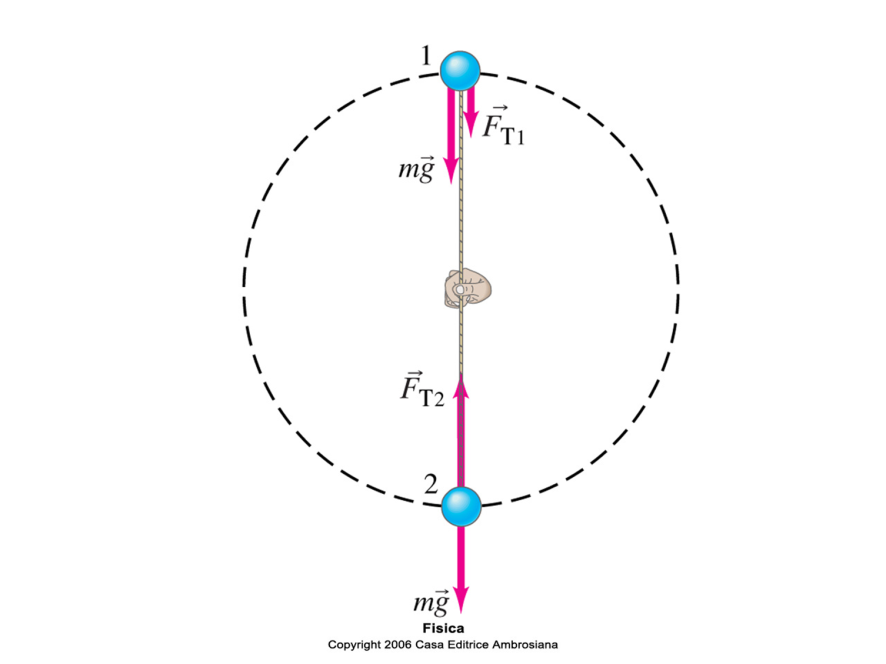 1
F⃗T1
mg⃗
F⃗T2
2
mg⃗
Fisica
Copyright 2006 Casa Editrice Ambrosiana